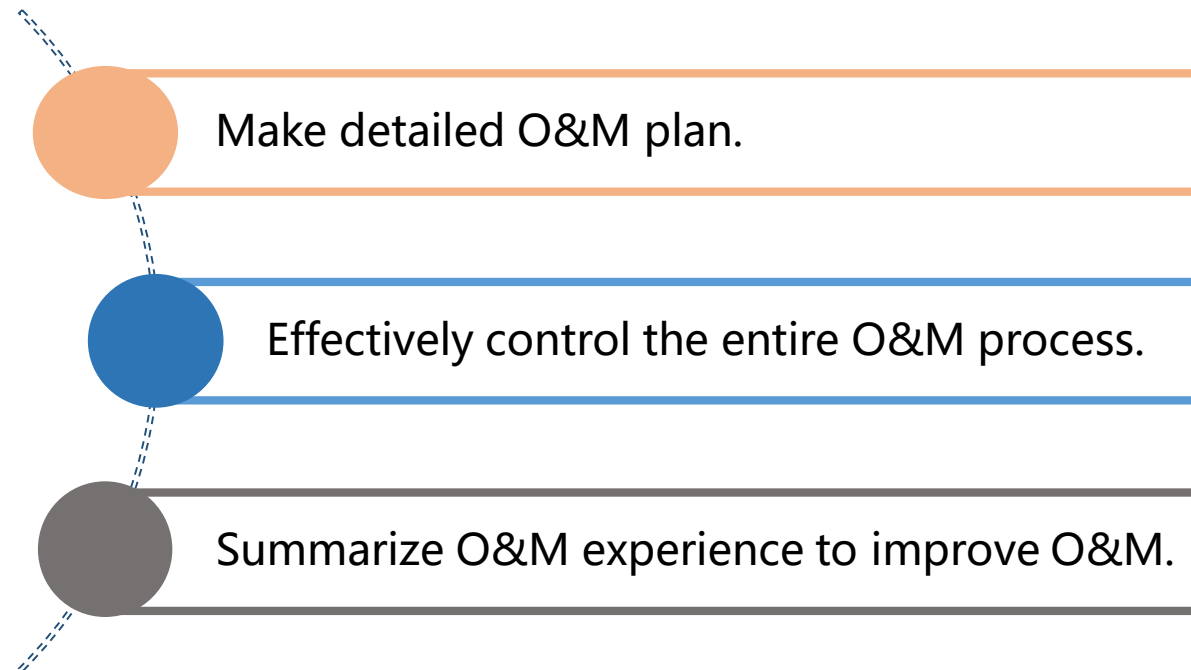 Make detailed O&M plan.
Effectively control the entire O&M process.
Summarize O&M experience to improve O&M.